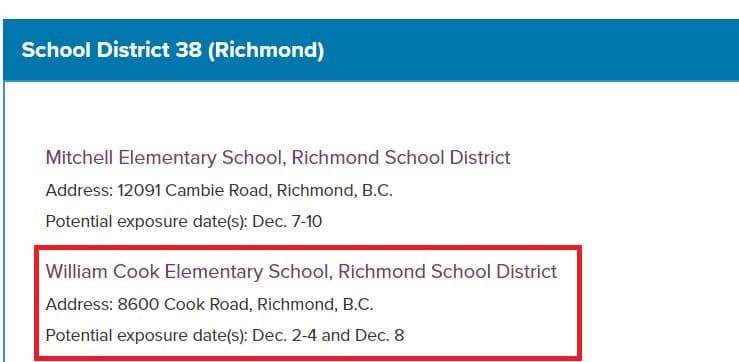 School District 38 (Richmond)
Mitchell Elementary School, Richmond School District
Address: 12091 Cambie Road, Richmond, B.C.
Potential exposure date(s): Dec. 7-10
William Cook Elementary School, Richmond School District
Address: 8600 Cook Road, Richmond, B.C.
Potential exposure date(s): Dec. 2-4 and Dec. 8